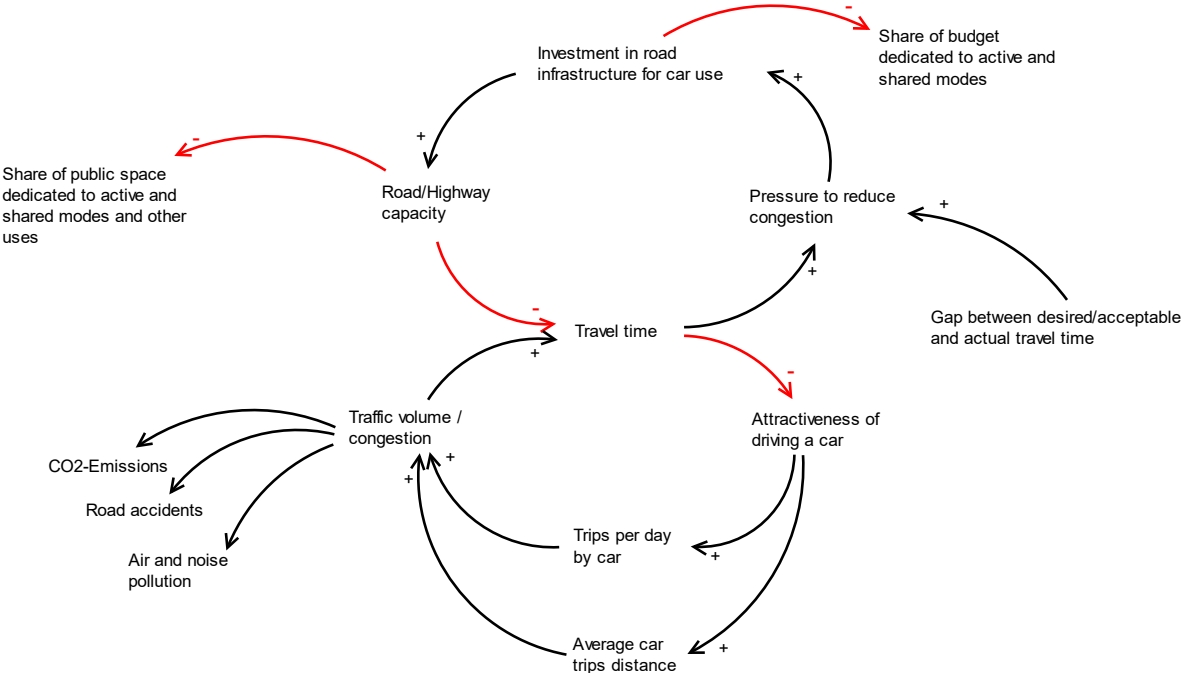 Share of budget
dedicated to active and
shared modes
-
Investment in road
infrastructure for car use
+
+
-
Share of public space
dedicated to active and
shared modes and other
uses
Road/Highway
capacity
Pressure to reduce
congestion
+
+
-
Travel time
Gap between desired/acceptable
and actual travel time
+
-
Traffic volume /
congestion
Attractiveness of
driving a car
+
+
CO2-Emissions
Road accidents
Air and noise
pollution
Trips per day
by car
+
Average car
trips distance
+